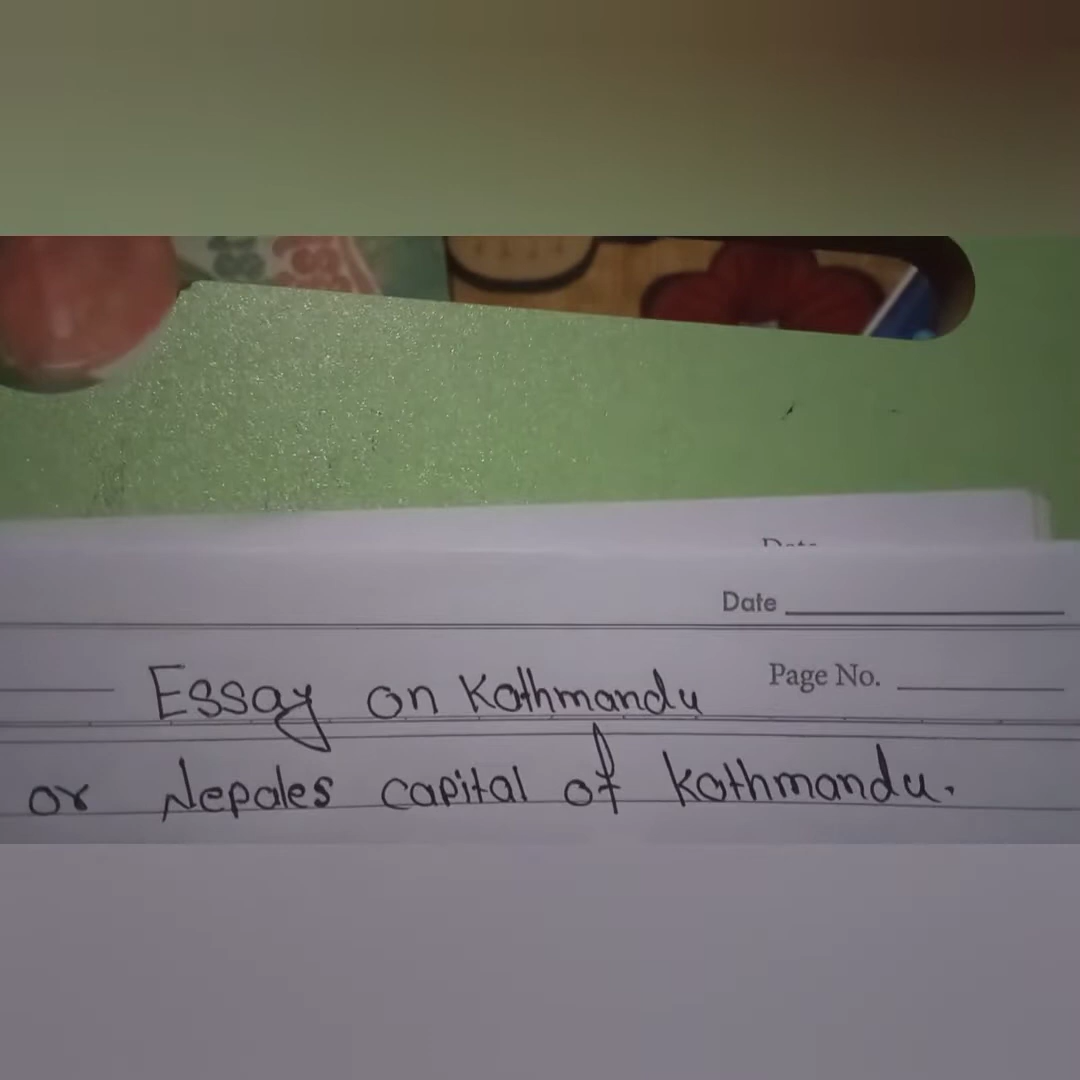 Date
Page No.
Essay on Kathmandu
or Nepales capital of kathmandu.